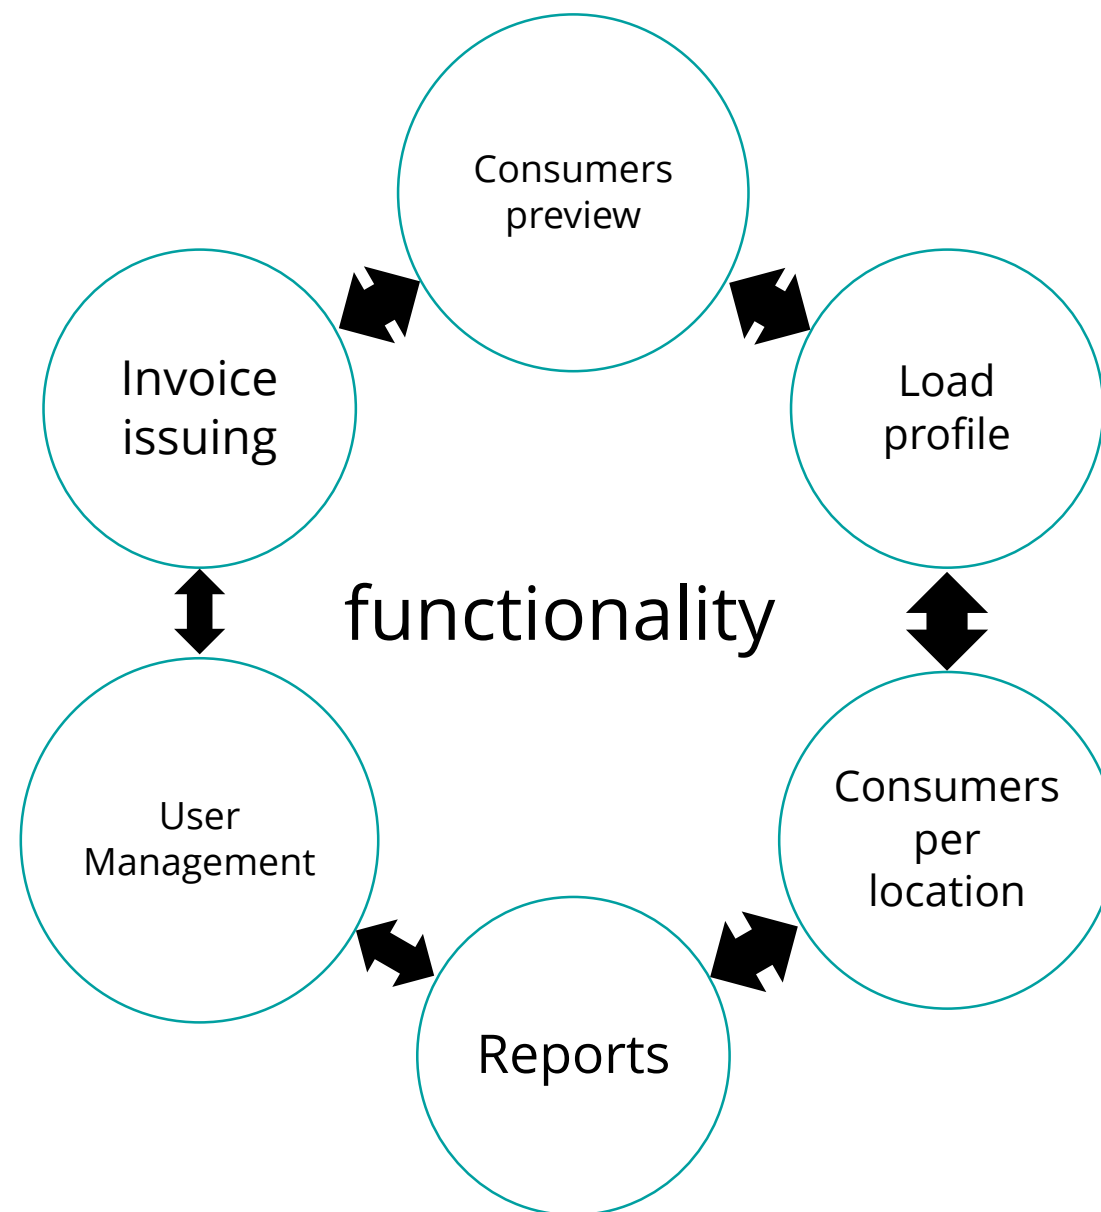 Consumers
preview
Invoice
issuing
Load
profile
functionality
User
Management
Consumers
per
location
Reports